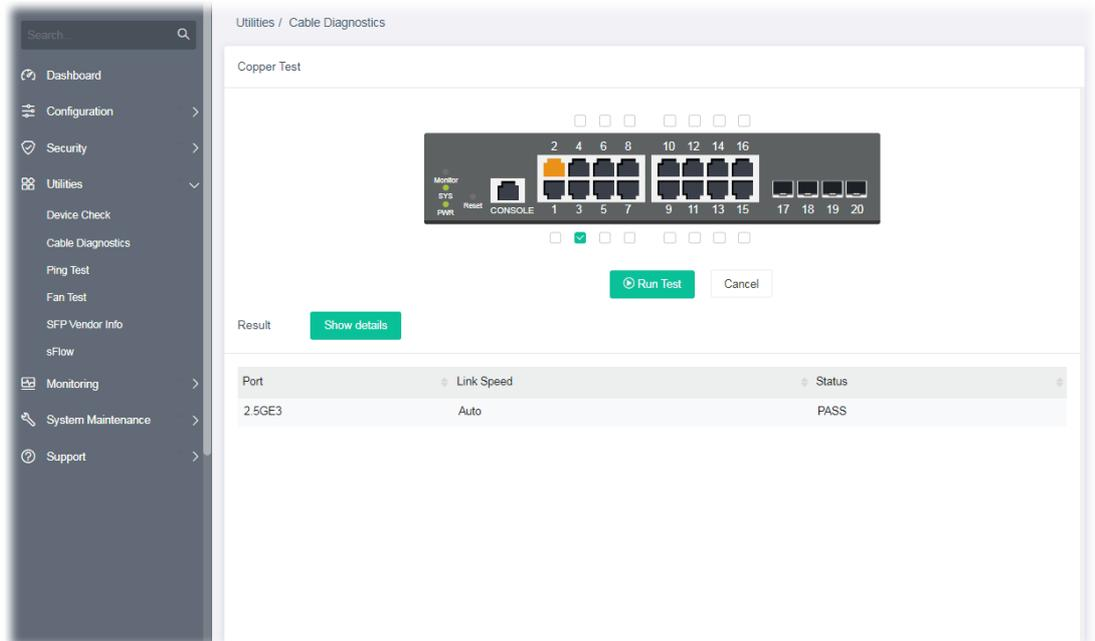 Utilities / Cable Diagnostics
Search...
Dashboard
Configuration
Security
Utilities
Device Check
Cable Diagnostics
Ping Test
Fan Test
SFP Vendor Info
sFlow
Monitoring
System Maintenance
Support
Copper Test
2 4 6 8 10 12 14 16
Monitor
SYS
PWR
Reset
CONSOLE
1 3 5 7 9 11 13 15 17 18 19 20
Run Test Cancel
Result Show details
Port Link Speed Status
2.5GE3 Auto PASS